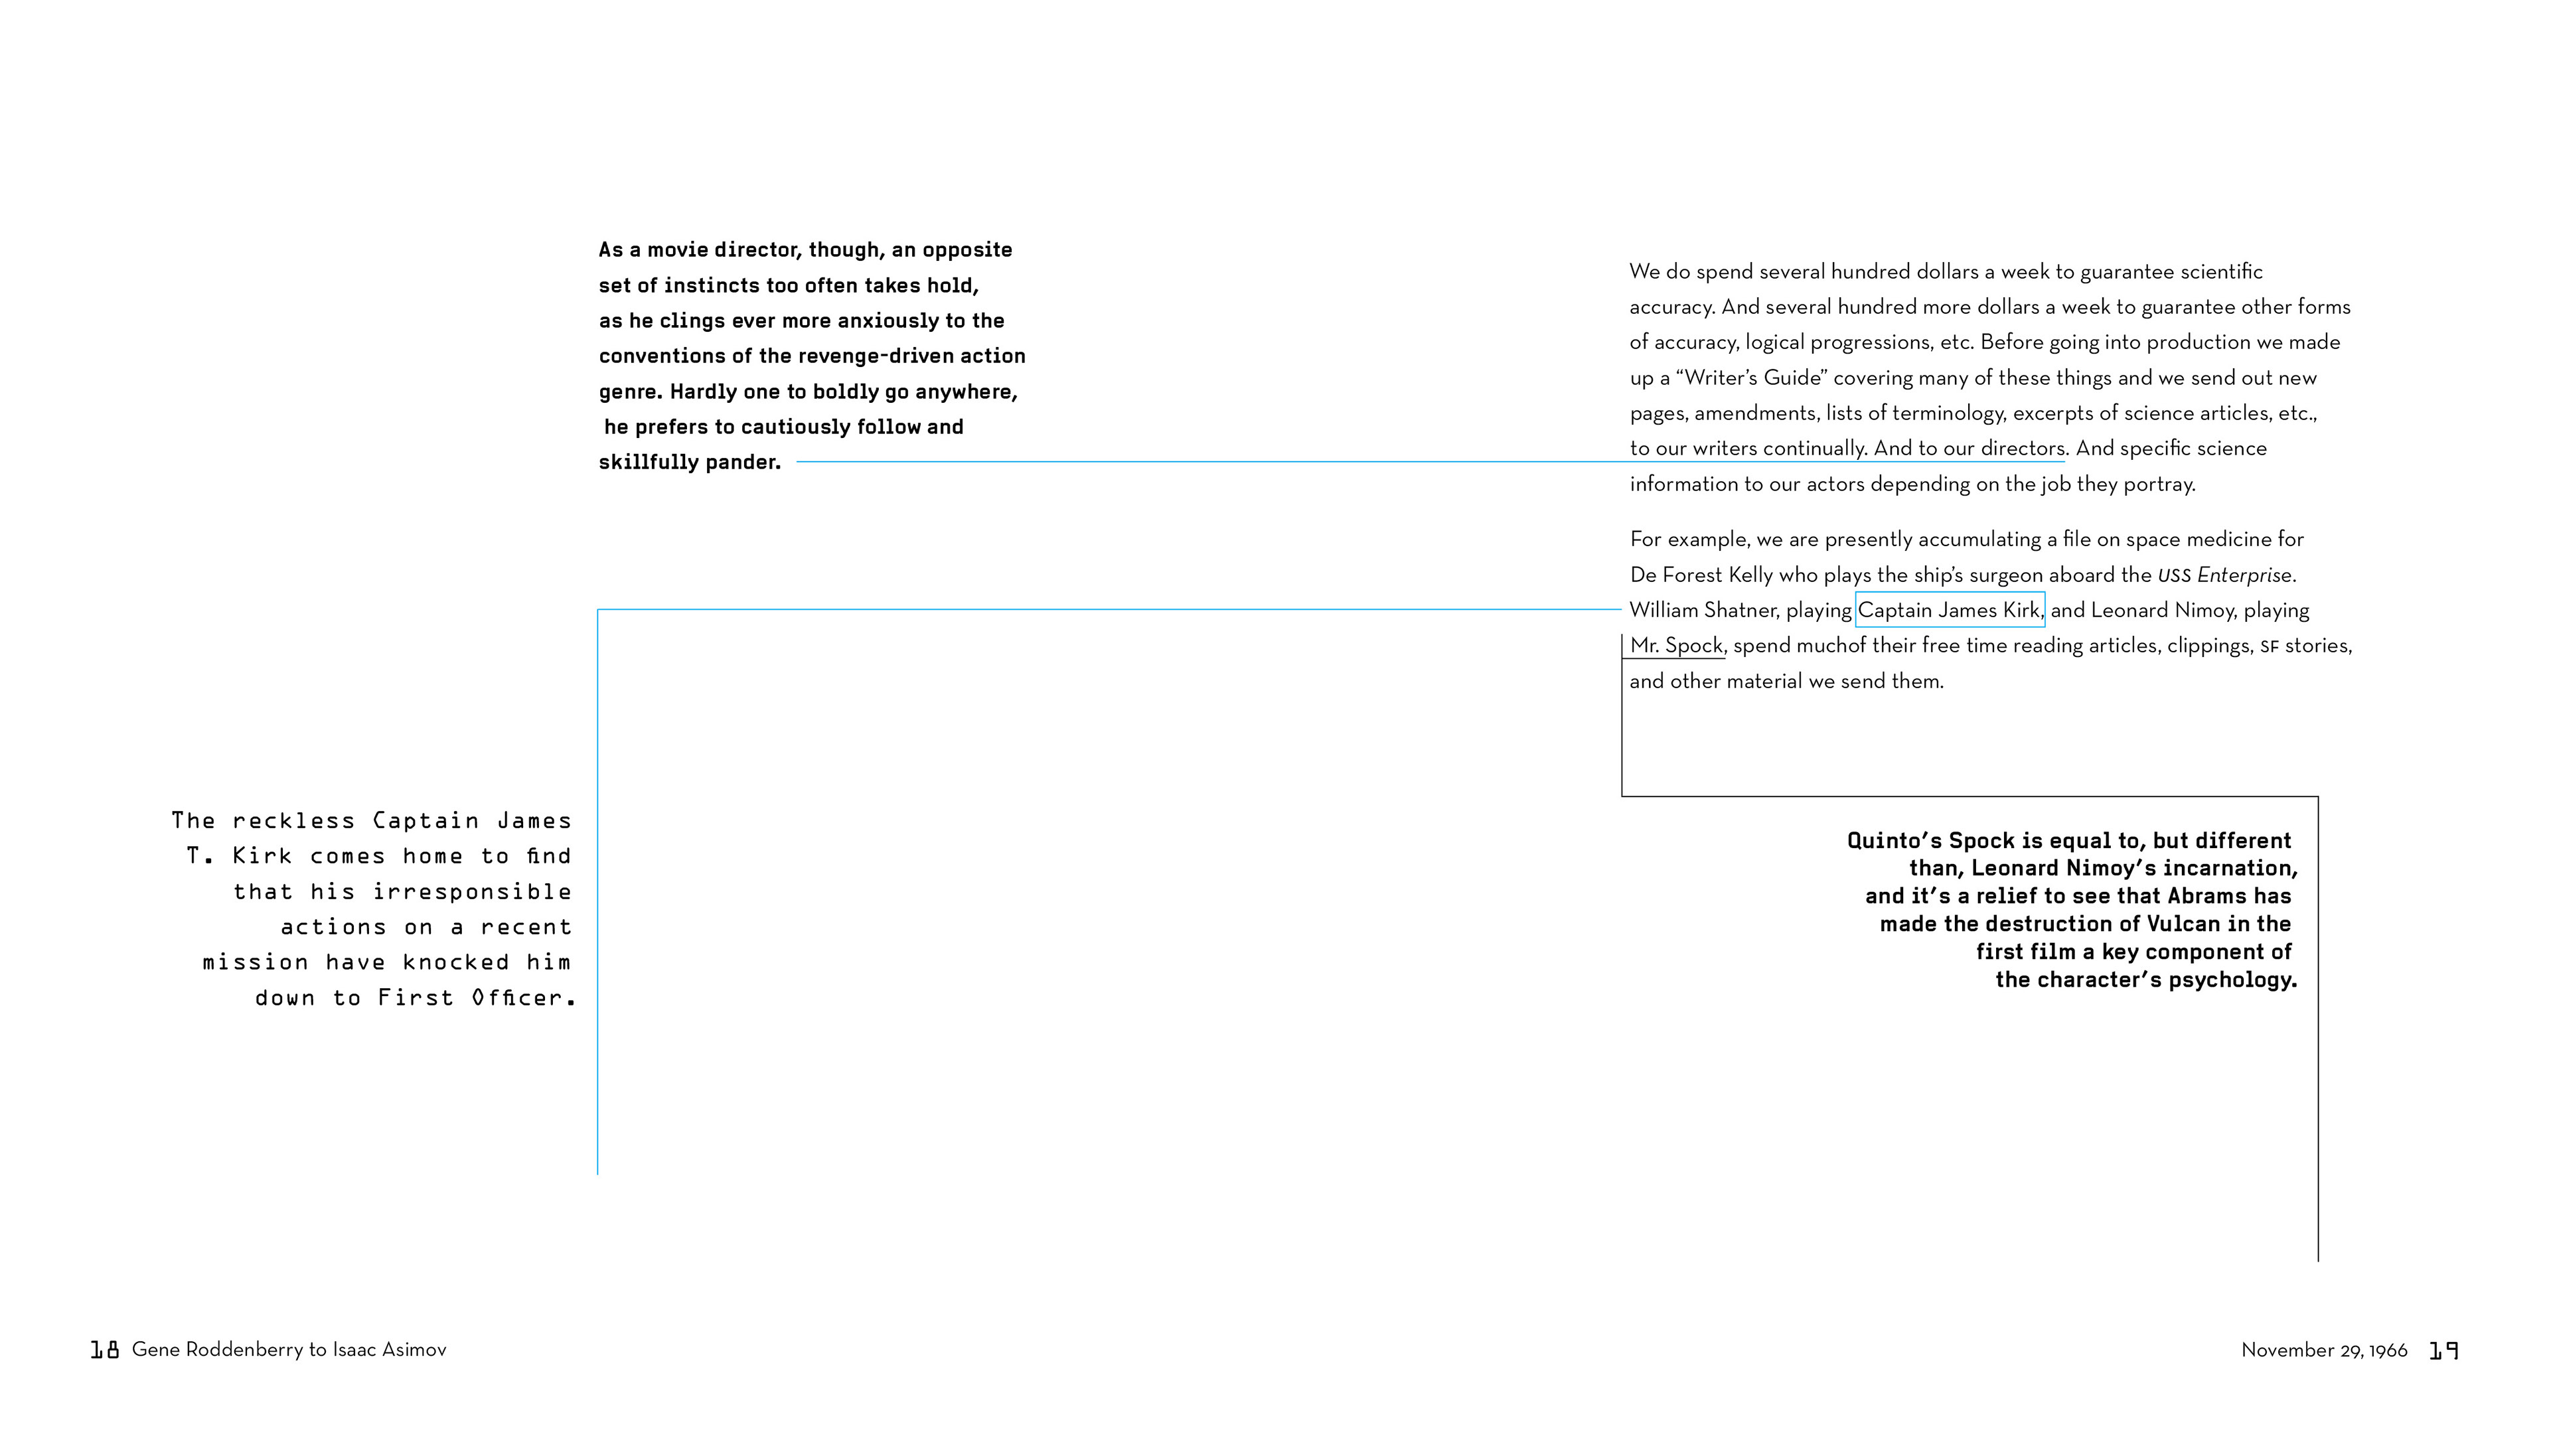 As a movie director, though, an opposite
set of instincts too often takes hold,
as he clings ever more anxiously to the
conventions of the revenge-driven action
genre. Hardly one to boldly go anywhere,
he prefers to cautiously follow and
skillfully pander.
The reckless Captain James
T. Kirk comes home to find
that his irresponsible
actions on a recent
mission have knocked him
down to First Officer.
18 Gene Roddenberry to Isaac Asimov
We do spend several hundred dollars a week to guarantee scientific
accuracy. And several hundred more dollars a week to guarantee other forms
of accuracy, logical progressions, etc. Before going into production we made
up a “Writer’s Guide” covering many of these things and we send out new
pages, amendments, lists of terminology, excerpts of science articles, etc.,
to our writers continually. And to our directors. And specific science
information to our actors depending on the job they portray.
For example, we are presently accumulating a file on space medicine for
De Forest Kelly who plays the ship’s surgeon aboard the USS Enterprise.
William Shatner, playing Captain James Kirk, and Leonard Nimoy, playing
Mr. Spock, spend muchof their free time reading articles, clippings, SF stories,
and other material we send them.
Quinto’s Spock is equal to, but different
than, Leonard Nimoy’s incarnation,
and it’s a relief to see that Abrams has
made the destruction of Vulcan in the
first film a key component of
the character’s psychology.
November 29, 1966 19